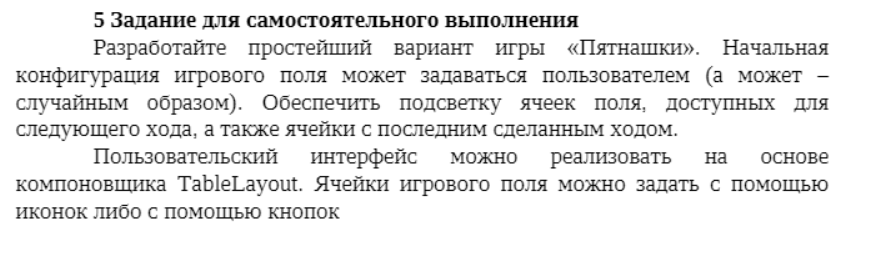 5 Задание для самостоятельного выполнения
Разработайте простейший вариант игры «Пятнашки». Начальная
конфигурация игрового поля может задаваться пользователем (а может –
случайным образом). Обеспечить подсветку ячеек поля, доступных для
следующего хода, а также ячейки с последним сделанным ходом.
Пользовательский интерфейс можно реализовать на основе
компоновщика TableLayout. Ячейки игрового поля можно задать с помощью
иконок либо с помощью кнопок